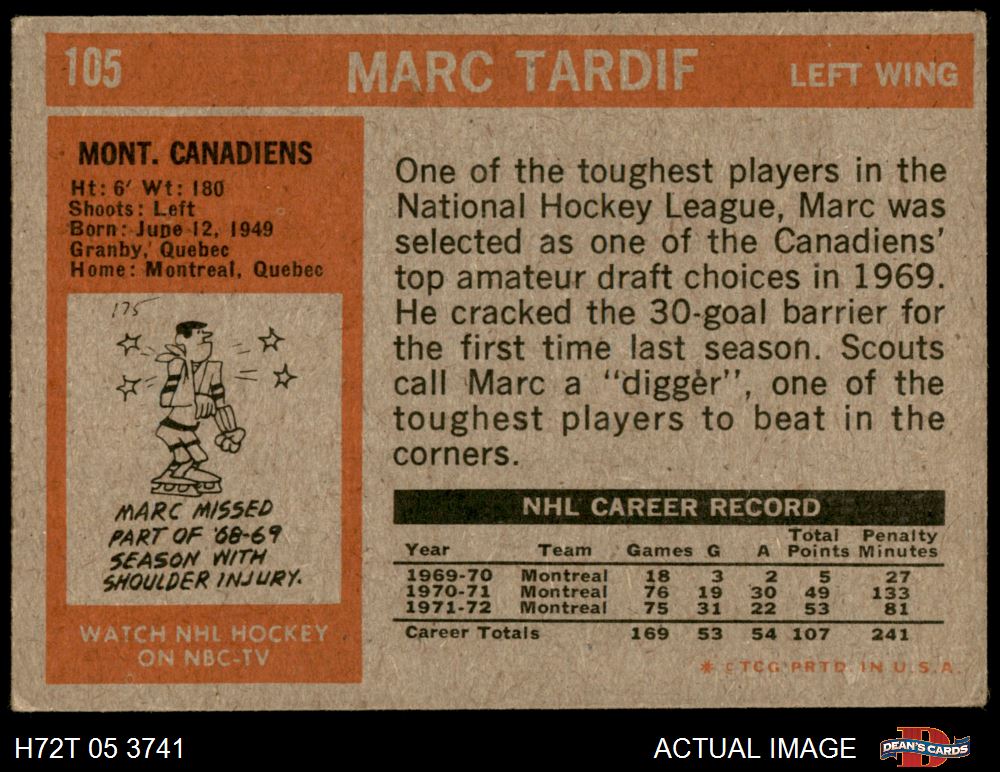 105 MARC TARDIF LEFT WING
MONT. CANADIENS
Ht: 6' Wt: 180
Shoots: Left
Born: June 12, 1949
Granby, Quebec
Home: Montreal, Quebec
175
MARC MISSED
PART OF '68-69
SEASON WITH
SHOULDER INJURY.
WATCH NHL HOCKEY
ON NBC-TV
One of the toughest players in the
National Hockey League, Marc was
selected as one of the Canadiens'
top amateur draft choices in 1969.
He cracked the 30-goal barrier for
the first time last season. Scouts
call Marc a "digger", one of the
toughest players to beat in the
corners.
NHL CAREER RECORD
Year Team Games G A Total Points Penalty Minutes
1969-70 Montreal 18 3 2 5 27
1970-71 Montreal 76 19 30 49 133
1971-72 Montreal 75 31 22 53 81
Career Totals 169 53 54 107 241
* © TCG PRTD. IN U.S.A.
H72T 05 3741
ACTUAL IMAGE
DEAN'S CARDS